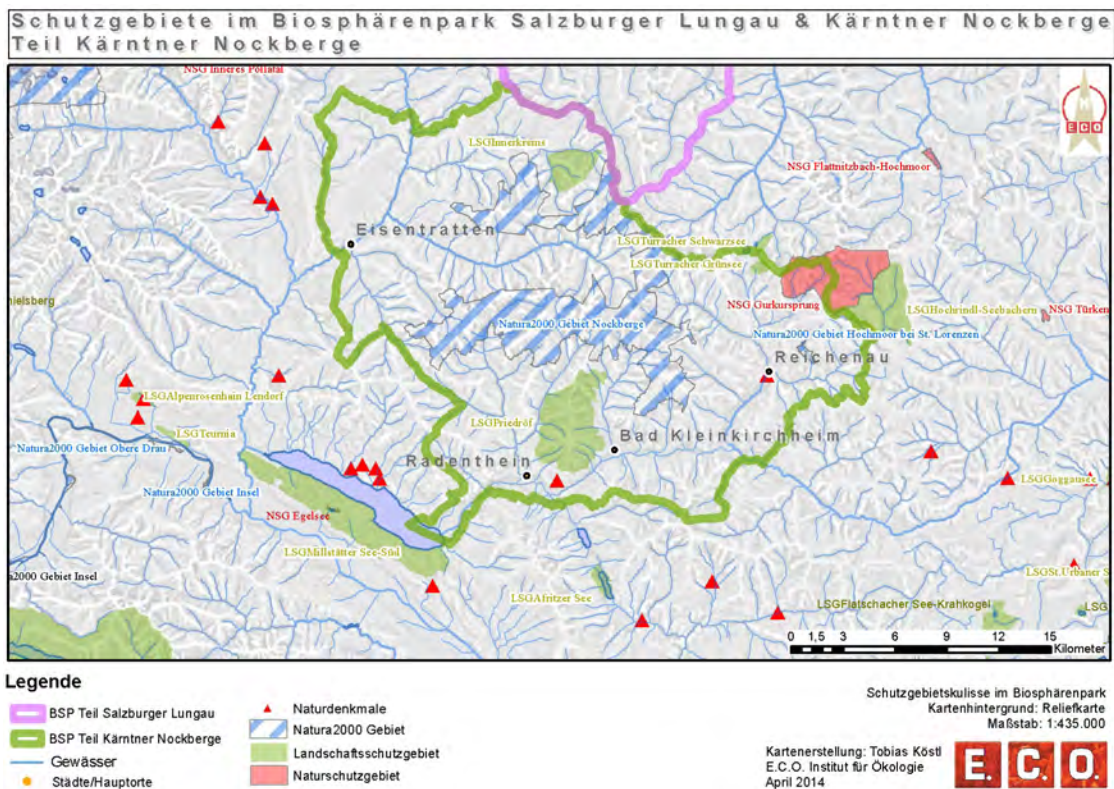 Schutzgebiete im Biosphärenpark Salzburger Lungau & Kärntner Nockberge
Teil Kärntner Nockberge
NSG Inneres Pöllatal
E C O
LSGInnerkrems
NSG Flattnitzbach-Hochmoor
Eisentratten
LSGTurracher Schwarzsee
LSGTurracher Grünsee
NSG Gurkursprung
LSGHochrindl-Seebachern
NSG Türken
Natura2000 Gebiet Nockberge
Natura2000 Gebiet Hochmoor bei St. Lorenzen
Reichenau
LSGAlpenrosenhain Lendorf
LSGPriedröf
LSGTeurnia
Bad Kleinkirchheim
Natura2000 Gebiet Obere Drau
Radenthein
Natura2000 Gebiet Insel
LSGGoggausee
NSG Egelsee
LSGMillstätter See-Süd
LSGSt.Urbaner S
LSGAfritzer See
LSGFlatschacher See-Krahkogel
LSG
0 1,5 3 6 9 12 15
Kilometer
Legende
BSP Teil Salzburger Lungau
BSP Teil Kärntner Nockberge
Gewässer
Städte/Hauptorte
Naturdenkmale
Natura2000 Gebiet
Landschaftsschutzgebiet
Naturschutzgebiet
Schutzgebietskulisse im Biosphärenpark
Kartenhintergrund: Reliefkarte
Maßstab: 1:435.000
Kartenerstellung: Tobias Köstl
E.C.O. Institut für Ökologie
April 2014
E. C. O.